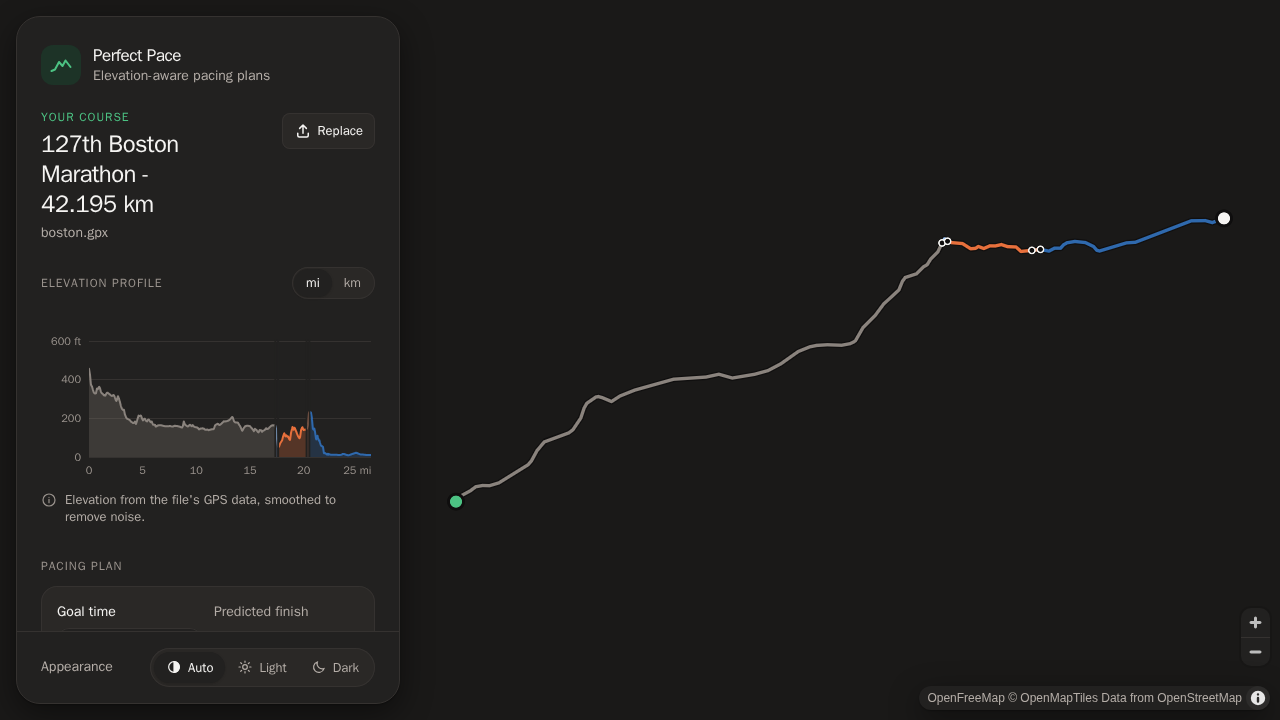 Perfect Pace
Elevation-aware pacing plans
YOUR COURSE
127th Boston
Marathon -
42.195 km
boston.gpx
Replace
ELEVATION PROFILE
mi
km
600 ft
400
200
0
0 5 10 15 20 25 mi
Elevation from the file's GPS data, smoothed to
remove noise.
PACING PLAN
Goal time
Predicted finish
Appearance
Auto
Light
Dark
OpenFreeMap © OpenMapTiles Data from OpenStreetMap